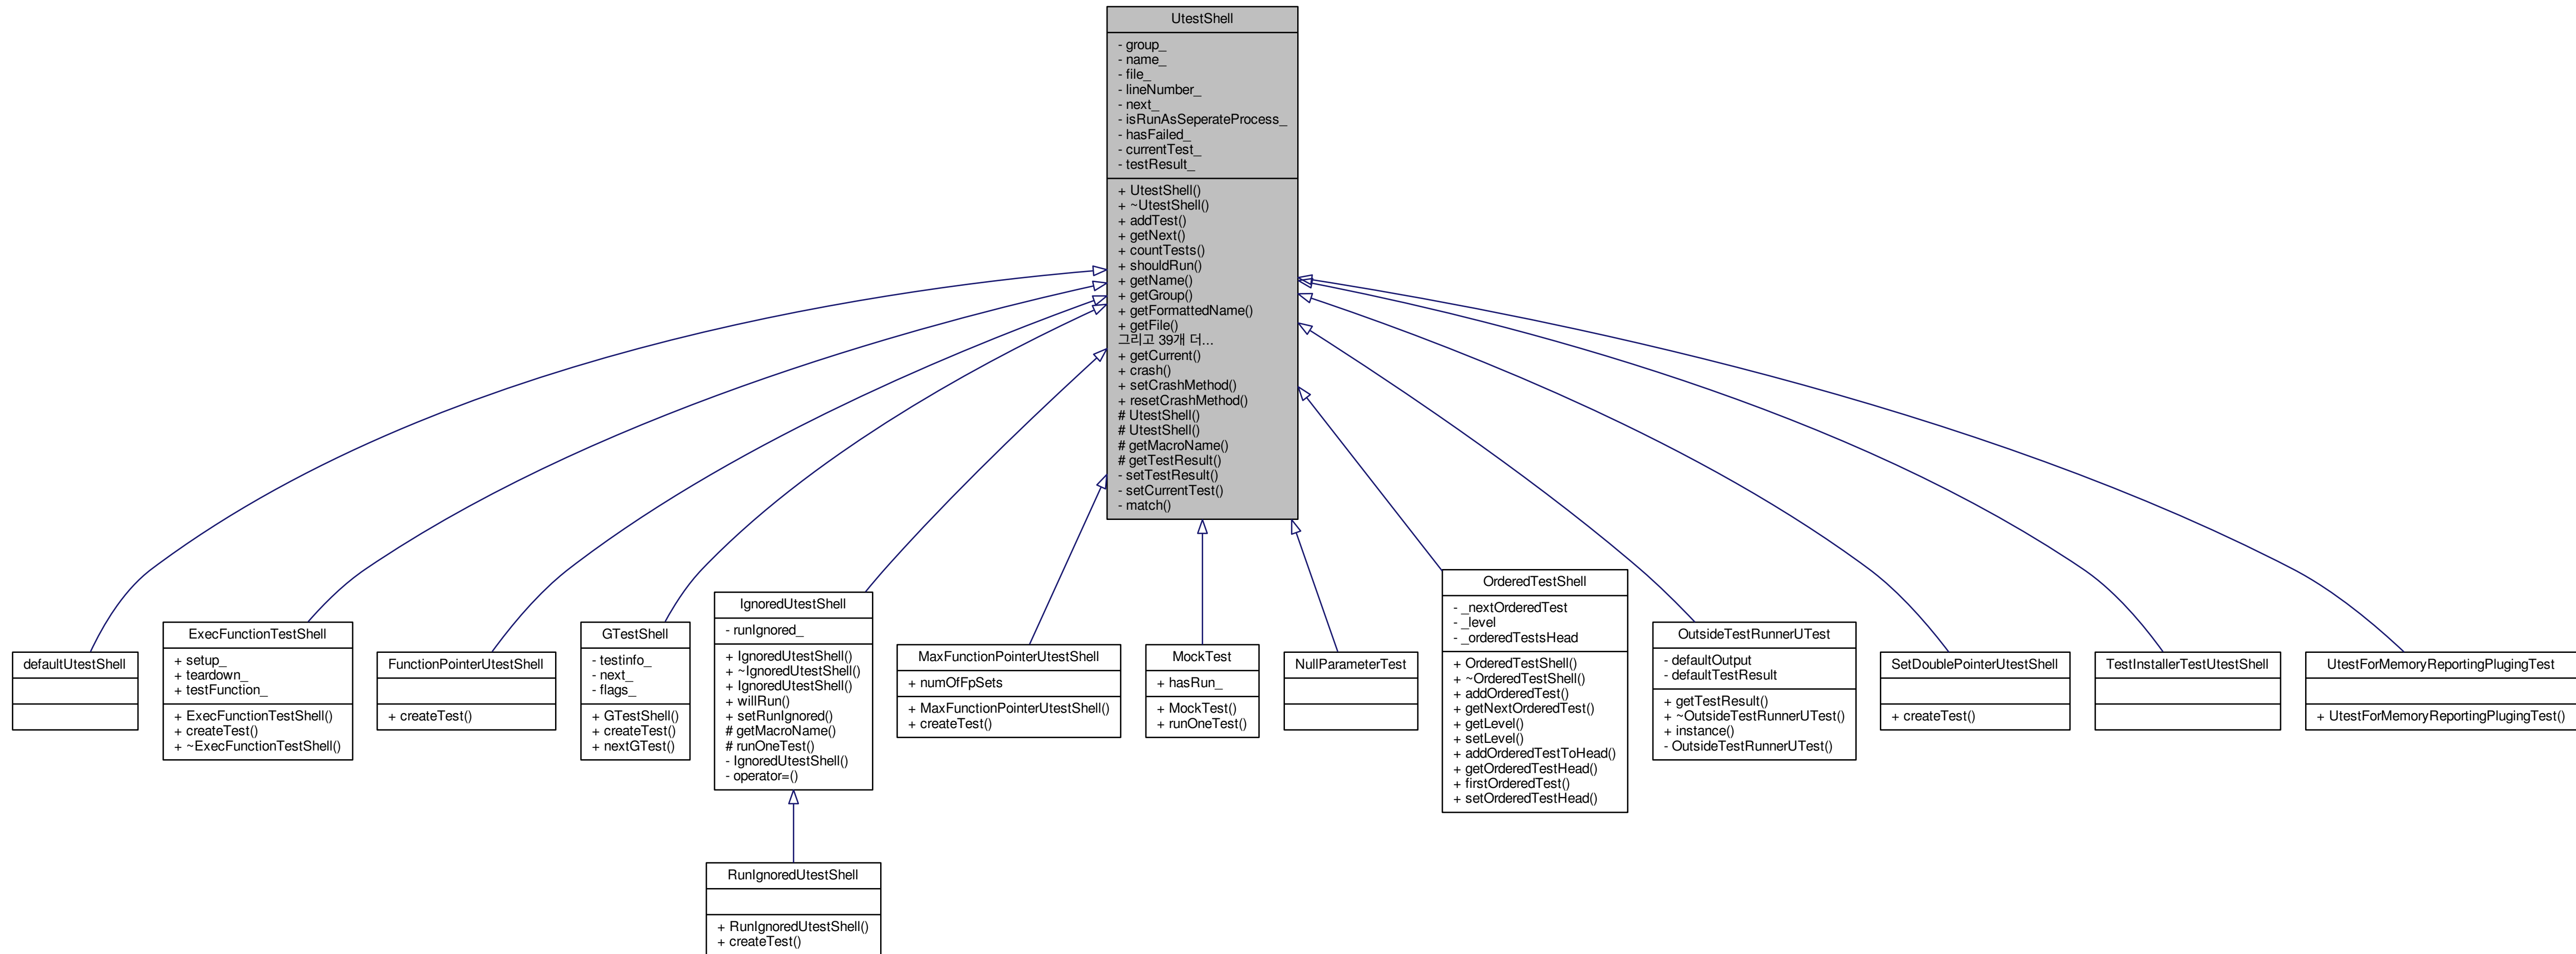 UtestShell
- group_
- name_
- file_
- lineNumber_
- next_
- isRunAsSeperateProcess_
- hasFailed_
- currentTest_
- testResult_
+ UtestShell()
+ ~UtestShell()
+ addTest()
+ getNext()
+ countTests()
+ shouldRun()
+ getName()
+ getGroup()
+ getFormattedName()
+ getFile()
그리고 39개 더...
+ getCurrent()
+ crash()
+ setCrashMethod()
+ resetCrashMethod()
# UtestShell()
# UtestShell()
# getMacroName()
# getTestResult()
- setTestResult()
- setCurrentTest()
- match()
defaultUtestShell
ExecFunctionTestShell
+ setup_
+ teardown_
+ testFunction_
+ ExecFunctionTestShell()
+ createTest()
+ ~ExecFunctionTestShell()
FunctionPointerUtestShell
+ createTest()
GTestShell
- testinfo_
- next_
- flags_
+ GTestShell()
+ createTest()
+ nextGTest()
IgnoredUtestShell
- runIgnored_
+ IgnoredUtestShell()
+ ~IgnoredUtestShell()
+ IgnoredUtestShell()
+ willRun()
+ setRunIgnored()
# getMacroName()
# runOneTest()
- IgnoredUtestShell()
- operator=()
MaxFunctionPointerUtestShell
+ numOfFpSets
+ MaxFunctionPointerUtestShell()
+ createTest()
MockTest
+ hasRun_
+ MockTest()
+ runOneTest()
NullParameterTest
OrderedTestShell
- _nextOrderedTest
- _level
- _orderedTestsHead
+ OrderedTestShell()
+ ~OrderedTestShell()
+ addOrderedTest()
+ getNextOrderedTest()
+ getLevel()
+ setLevel()
+ addOrderedTestToHead()
+ getOrderedTestHead()
+ firstOrderedTest()
+ setOrderedTestHead()
OutsideTestRunnerUTest
- defaultOutput
- defaultTestResult
+ getTestResult()
+ ~OutsideTestRunnerUTest()
+ instance()
- OutsideTestRunnerUTest()
SetDoublePointerUtestShell
+ createTest()
TestInstallerTestUtestShell
UtestForMemoryReportingPlugingTest
+ UtestForMemoryReportingPlugingTest()
RunIgnoredUtestShell
+ RunIgnoredUtestShell()
+ createTest()